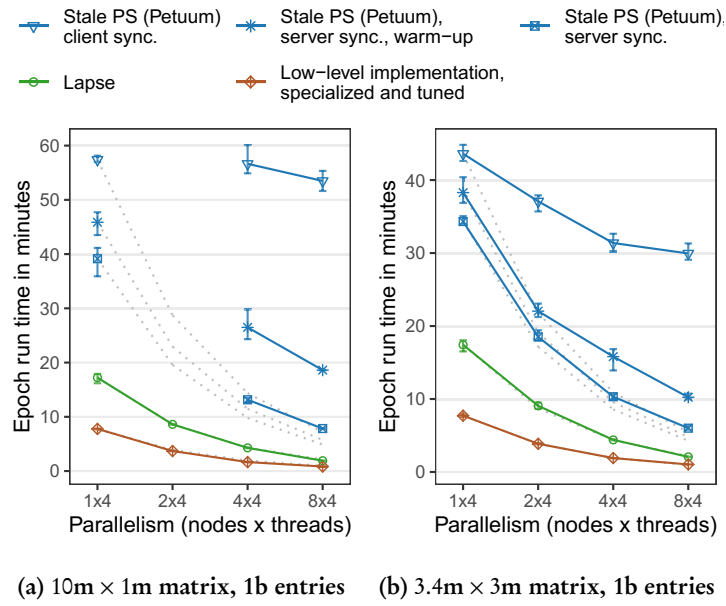 Stale PS (Petuum)
client sync.
Stale PS (Petuum),
server sync., warm−up
Stale PS (Petuum),
server sync.
Lapse
Low−level implementation,
specialized and tuned
Epoch run time in minutes
60
50
40
30
20
10
0
1x4 2x4 4x4 8x4
Parallelism (nodes x threads)
Epoch run time in minutes
40
30
20
10
0
1x4 2x4 4x4 8x4
Parallelism (nodes x threads)
(a) 10m × 1m matrix, 1b entries
(b) 3.4m × 3m matrix, 1b entries